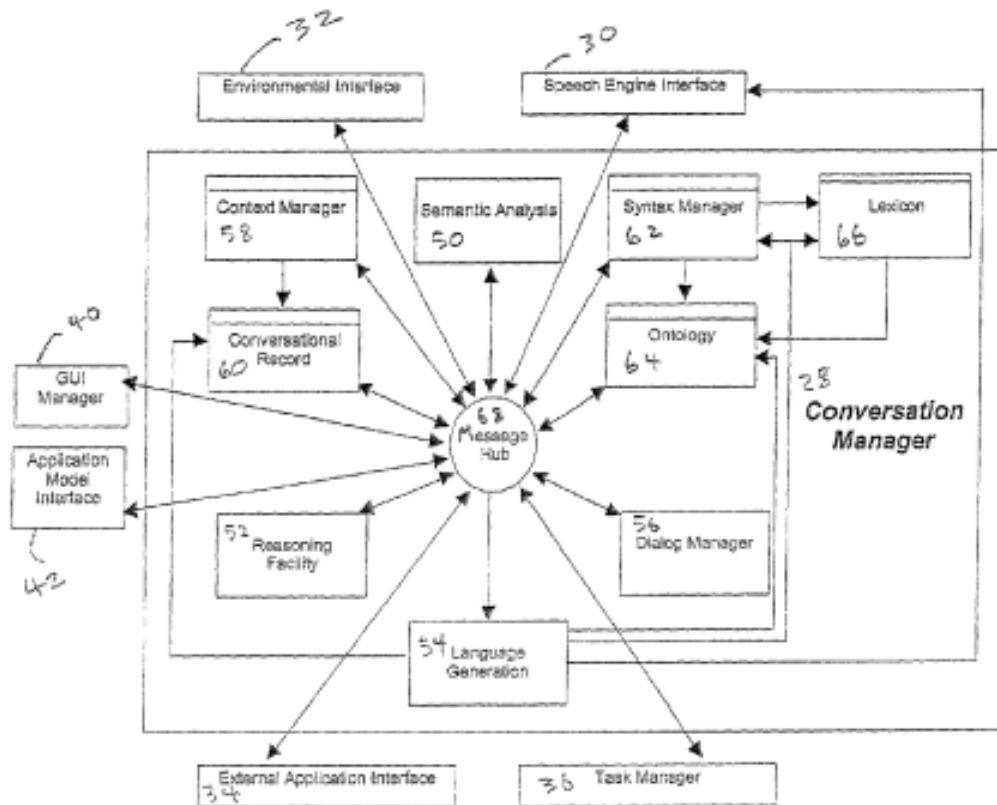 32
30
Environmental Interface
Speech Engine Interface
Context Manager
58
Semantic Analysis
50
Syntax Manager
62
Lexicon
66
40
GUI
Manager
Conversational
Record
60
Ontology
64
28
Conversation
Manager
68
Message
Hub
Application
Model
Interface
42
52
Reasoning
Facility
56
Dialog Manager
54
Language
Generation
External Application Interface
34
36
Task Manager